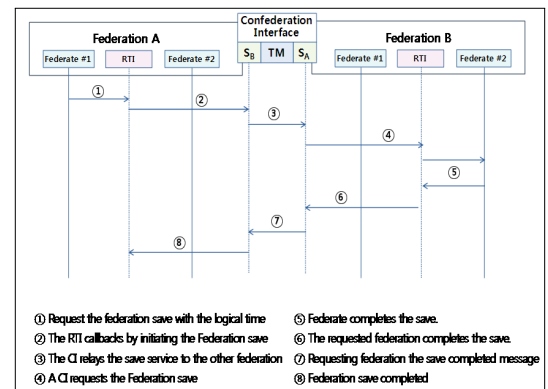 Confederation
Interface
Federation A
Federation B
Federate #1
RTI
Federate #2
SB
TM
SA
Federate #1
RTI
Federate #2
①
②
③
④
⑤
⑥
⑦
⑧
① Request the federation save with the logical time
② The RTI callbacks by initiating the Federation save
③ The CI relays the save service to the other federation
④ A CI requests the Federation save
⑤ Federate completes the save.
⑥ The requested federation completes the save.
⑦ Requesting federation the save completed message
⑧ Federation save completed